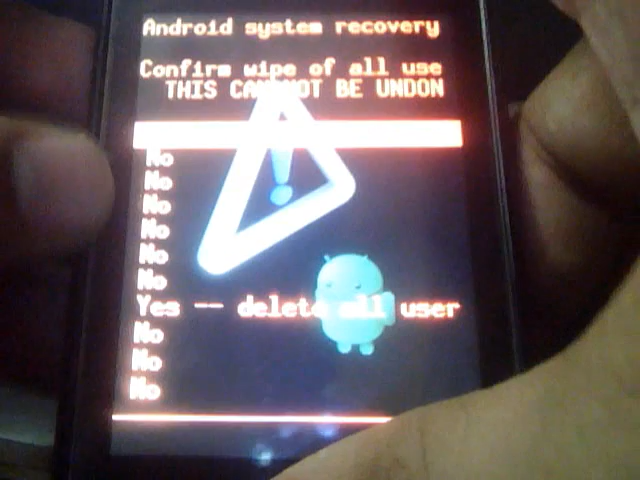 Android system recovery
Confirm wipe of all use
THIS CANNOT BE UNDON
No
No
No
No
No
No
Yes -- delete all user
No
No
No